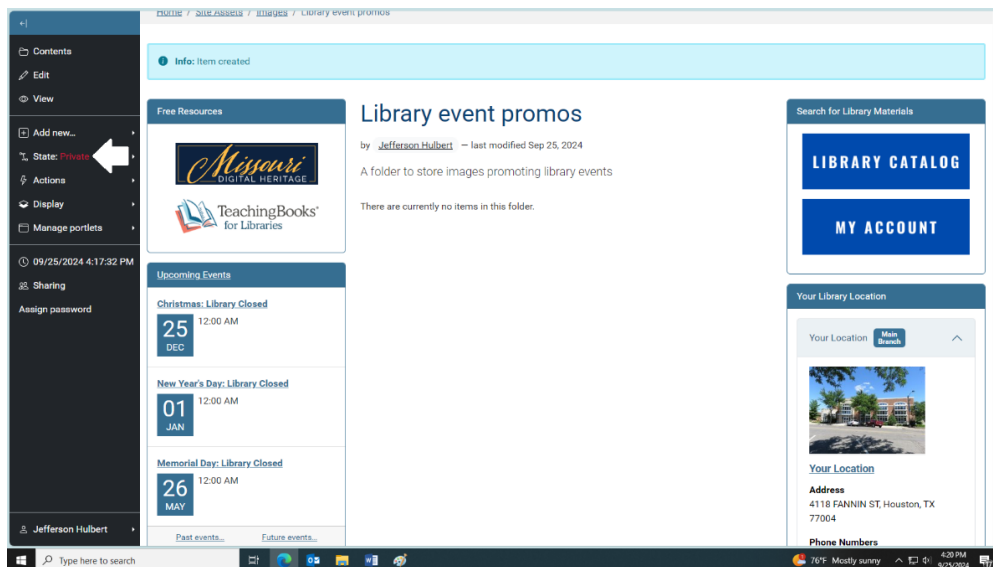 Home / Site Assets / Images / Library event promos
Contents
Edit
View
Add new...
State: Private
Actions
Display
Manage portlets
09/25/2024 4:17:32 PM
Sharing
Assign password
Jefferson Hulbert
Info: Item created
Free Resources
Missouri
DIGITAL HERITAGE
TeachingBooks®
for Libraries
Upcoming Events
Christmas: Library Closed
25
DEC
12:00 AM
New Year's Day: Library Closed
01
JAN
12:00 AM
Memorial Day: Library Closed
26
MAY
12:00 AM
Past events... Future events...
Library event promos
by Jefferson Hulbert — last modified Sep 25, 2024
A folder to store images promoting library events
There are currently no items in this folder.
Search for Library Materials
LIBRARY CATALOG
MY ACCOUNT
Your Library Location
Your Location Main Branch
Your Location
Address
4118 FANNIN ST, Houston, TX
77004
Phone Numbers
Type here to search
76°F Mostly sunny
4:20 PM
9/25/2024